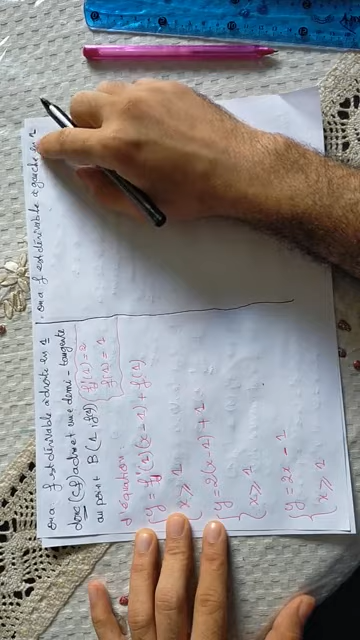 on a f est dérivable à droite en 1
donc (Cf) admet une demi-tangente
au point B(1, f(1)) f'(1) = 2
f(1) = 1
d'équation
y = f'(1)(x-1) + f(1)
x ⩾ 1
y = 2(x-1) + 1
x ⩾ 1
y = 2x - 1
x ⩾ 1
. on a f est dérivable à gauche en 1